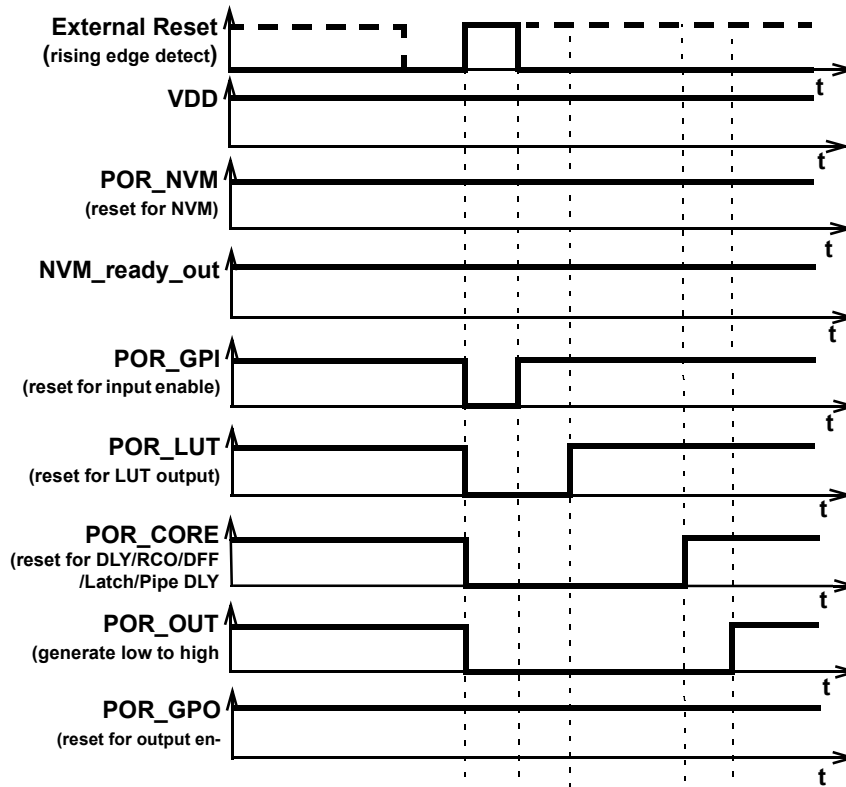 External Reset
(rising edge detect)
t
VDD
t
POR_NVM
(reset for NVM)
t
NVM_ready_out
t
POR_GPI
(reset for input enable)
t
POR_LUT
(reset for LUT output)
t
POR_CORE
(reset for DLY/RCO/DFF
/Latch/Pipe DLY
t
POR_OUT
(generate low to high
t
POR_GPO
(reset for output en-
t